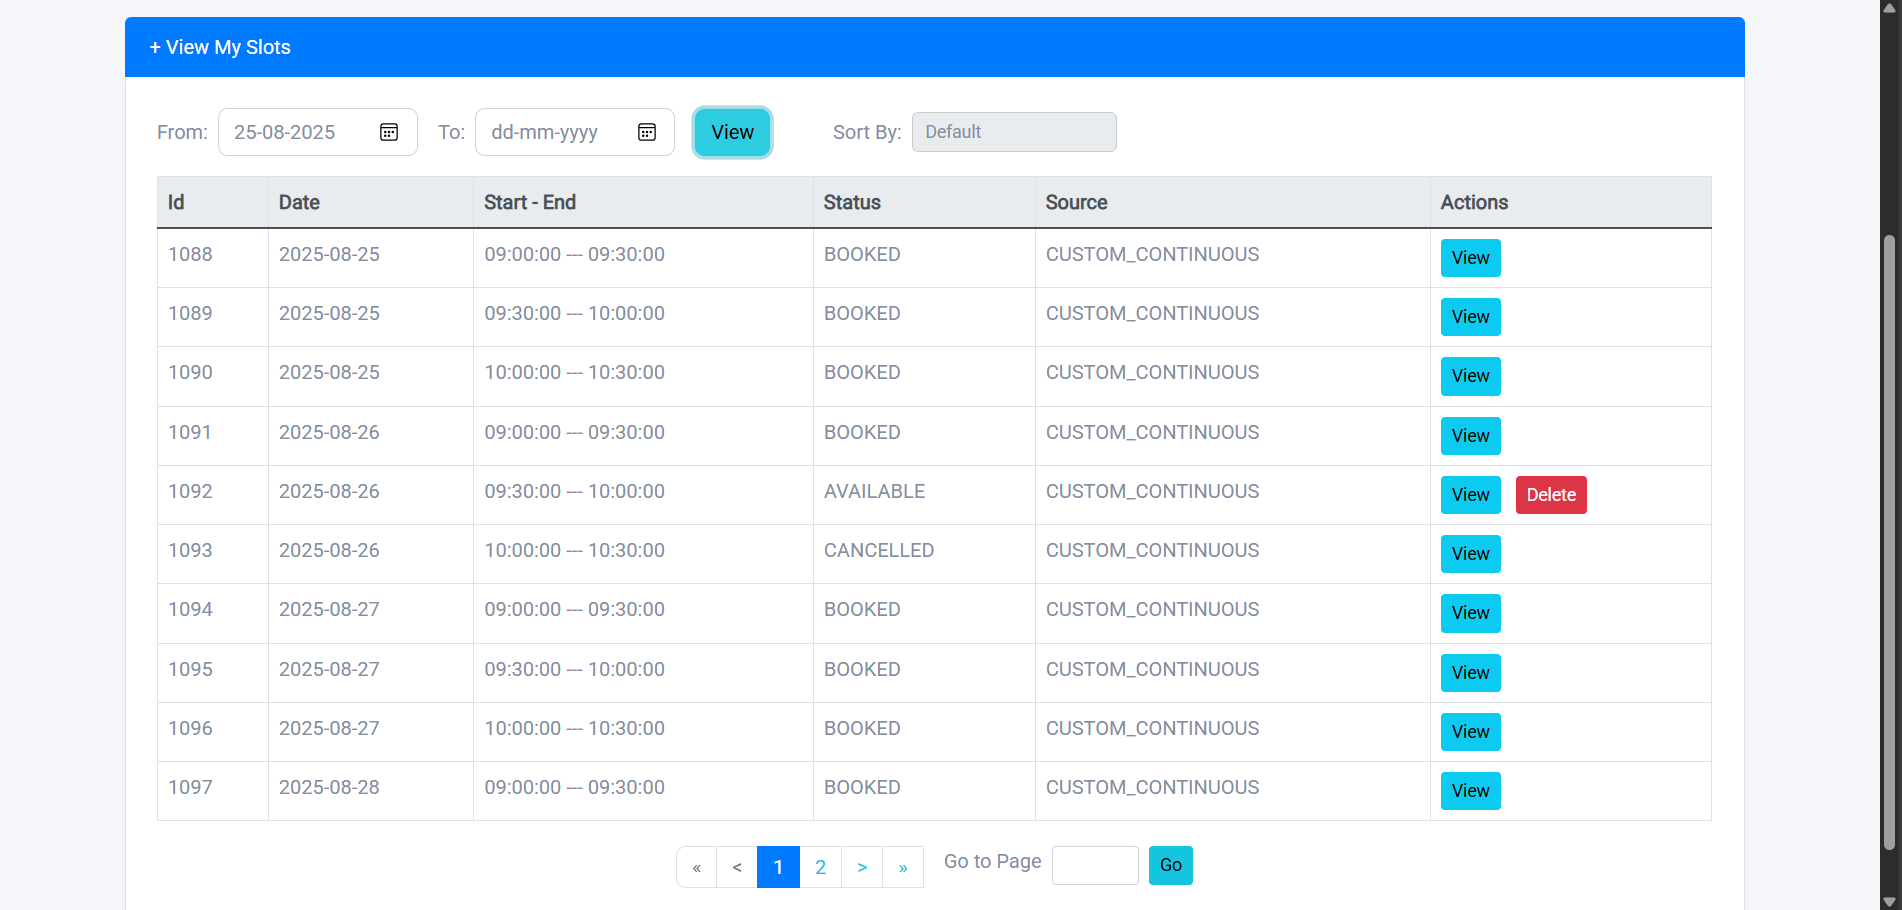 + View My Slots
From: 25-08-2025 To: dd-mm-yyyy View Sort By: Default
Id Date Start - End Status Source Actions
1088 2025-08-25 09:00:00 --- 09:30:00 BOOKED CUSTOM_CONTINUOUS View
1089 2025-08-25 09:30:00 --- 10:00:00 BOOKED CUSTOM_CONTINUOUS View
1090 2025-08-25 10:00:00 --- 10:30:00 BOOKED CUSTOM_CONTINUOUS View
1091 2025-08-26 09:00:00 --- 09:30:00 BOOKED CUSTOM_CONTINUOUS View
1092 2025-08-26 09:30:00 --- 10:00:00 AVAILABLE CUSTOM_CONTINUOUS View Delete
1093 2025-08-26 10:00:00 --- 10:30:00 CANCELLED CUSTOM_CONTINUOUS View
1094 2025-08-27 09:00:00 --- 09:30:00 BOOKED CUSTOM_CONTINUOUS View
1095 2025-08-27 09:30:00 --- 10:00:00 BOOKED CUSTOM_CONTINUOUS View
1096 2025-08-27 10:00:00 --- 10:30:00 BOOKED CUSTOM_CONTINUOUS View
1097 2025-08-28 09:00:00 --- 09:30:00 BOOKED CUSTOM_CONTINUOUS View
« < 1 2 > » Go to Page Go